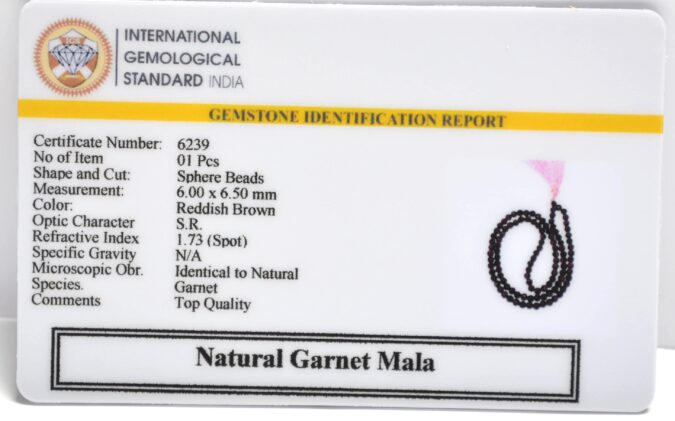 IGS
INTERNATIONAL
GEMOLOGICAL
STANDARD INDIA
GEMSTONE IDENTIFICATION REPORT
Certificate Number: 6239
No of Item 01 Pcs
Shape and Cut: Sphere Beads
Measurement: 6.00 x 6.50 mm
Color: Reddish Brown
Optic Character S.R.
Refractive Index 1.73 (Spot)
Specific Gravity N/A
Microscopic Obr. Identical to Natural
Species. Garnet
Comments Top Quality
Natural Garnet Mala